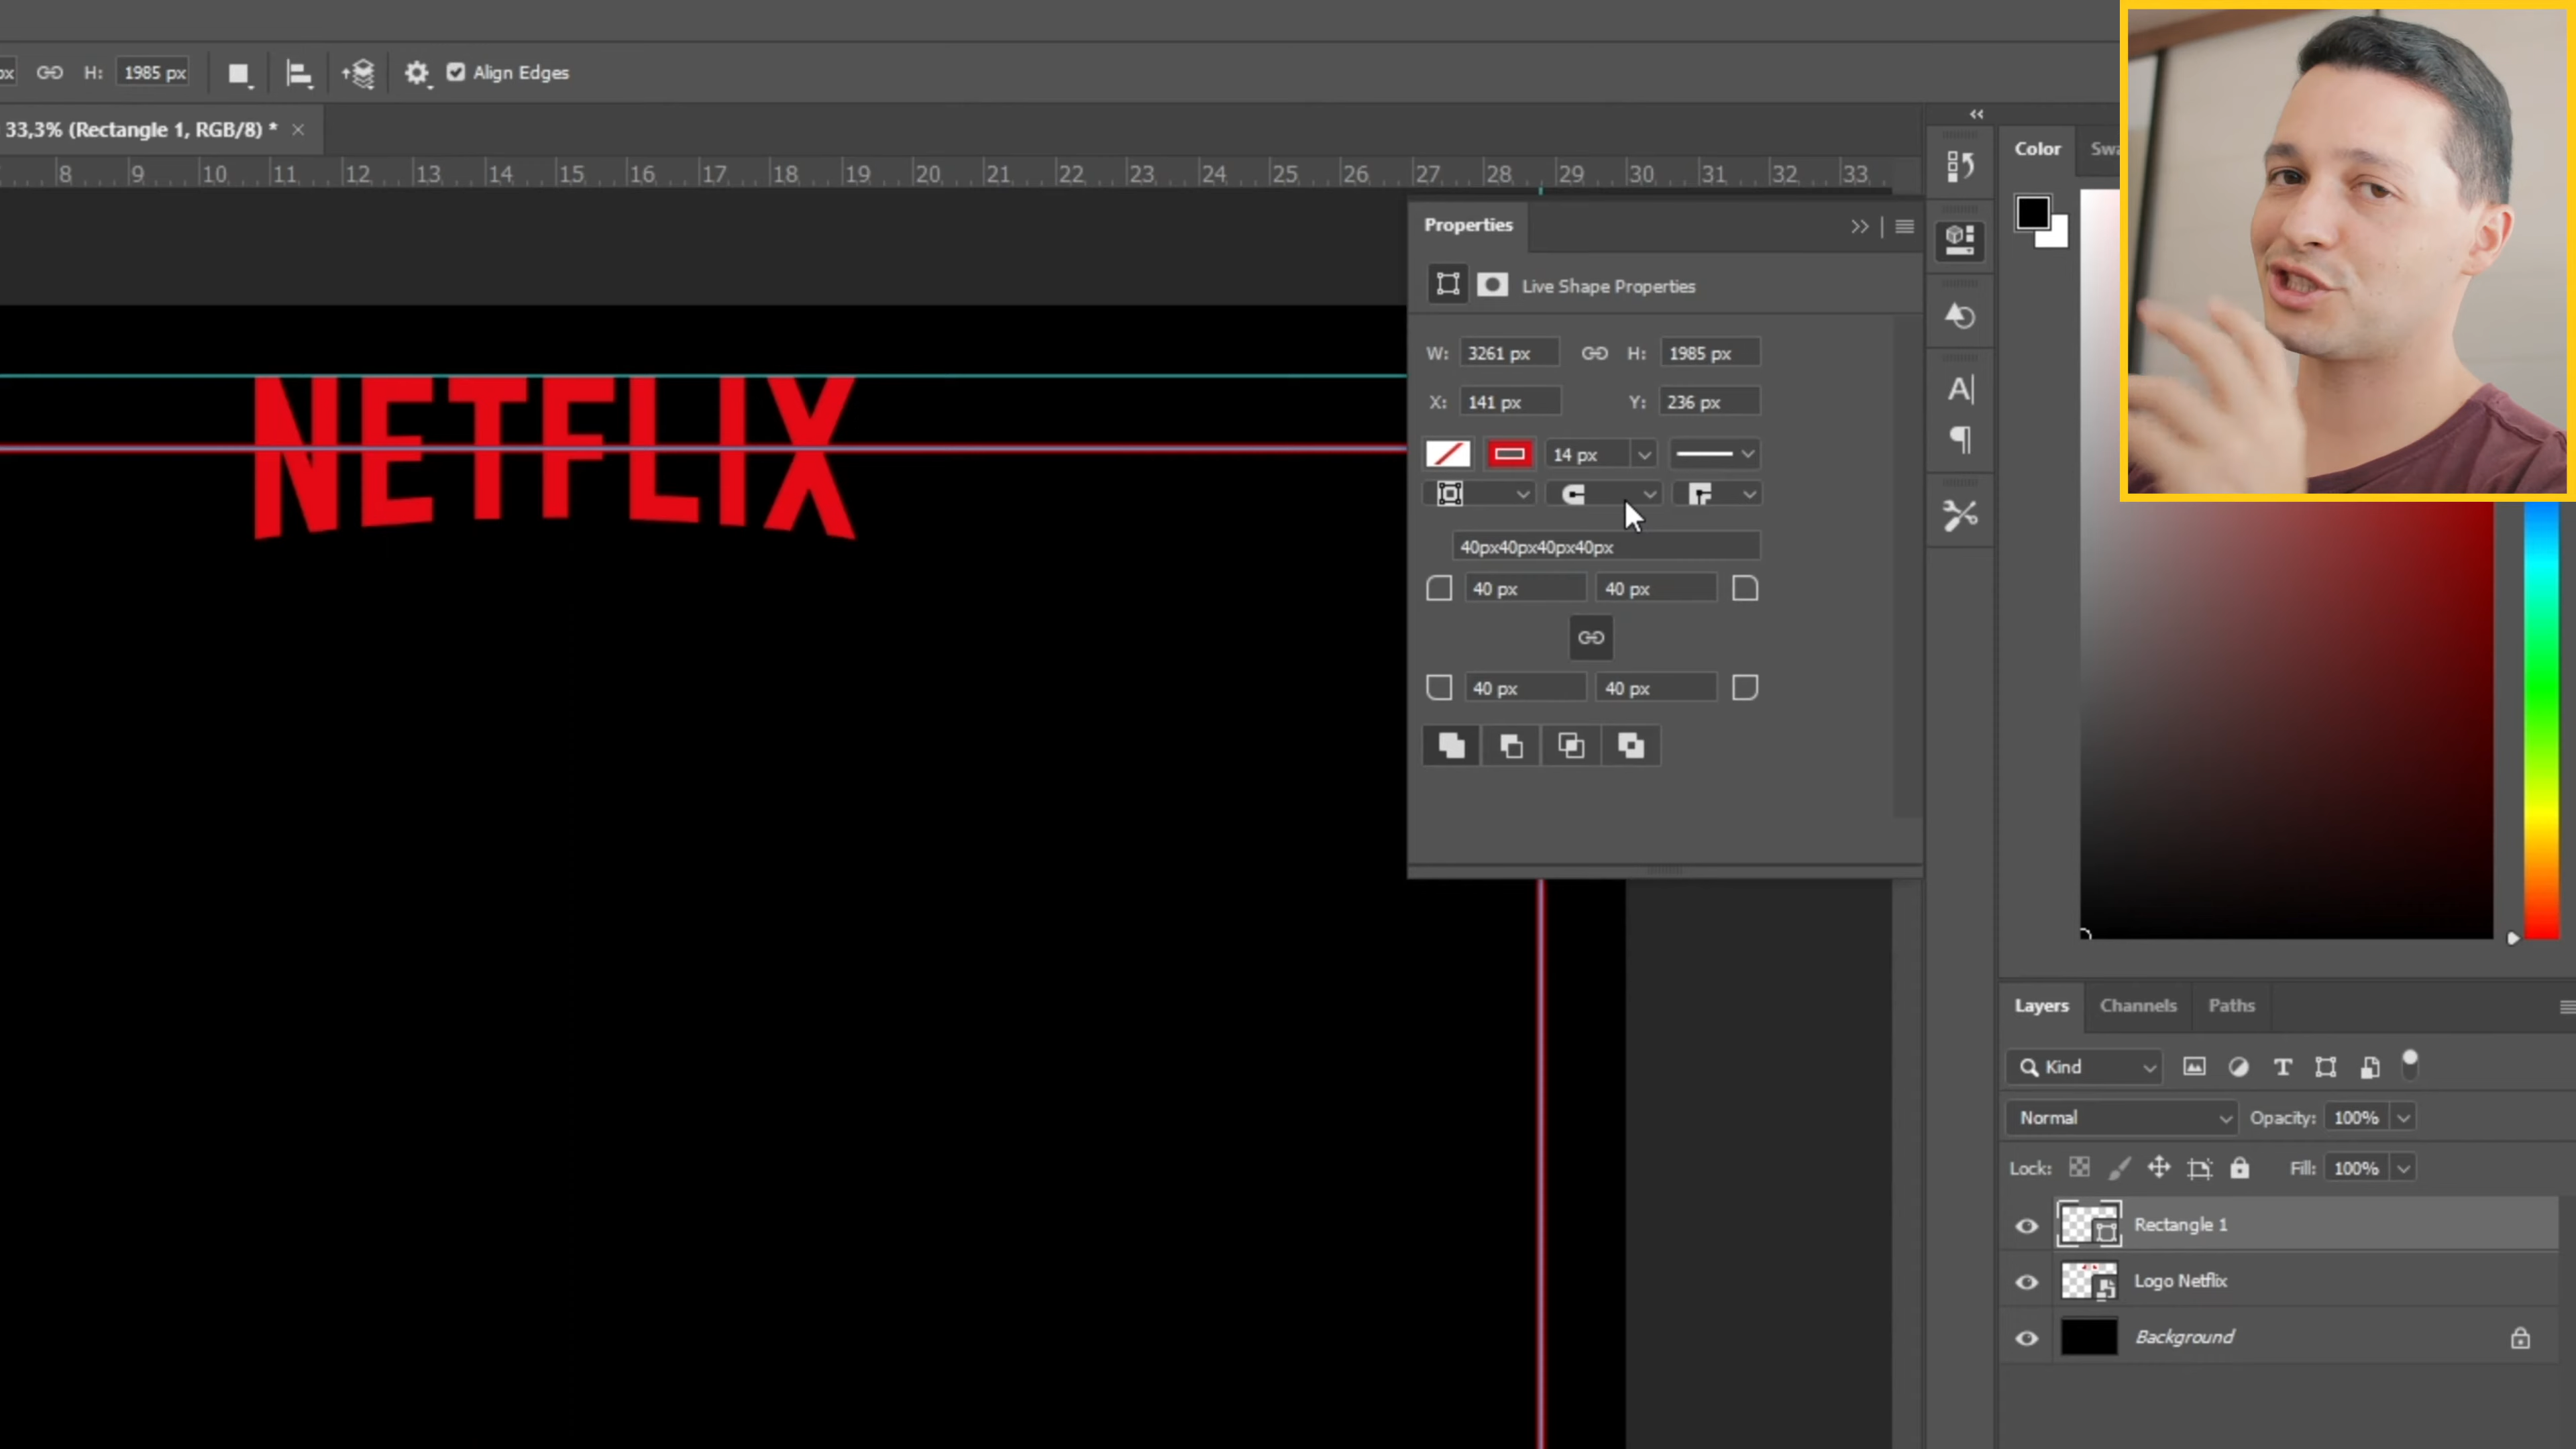 px H: 1985 px Align Edges
33,3% (Rectangle 1, RGB/8) * ×
8 9 10 11 12 13 14 15 16 17 18 19 20 21 22 23 24 25 26 27 28 29 30 31 32 33
Color Swa
Properties
Live Shape Properties
W: 3261 px H: 1985 px
X: 141 px Y: 236 px
14 px
40px40px40px40px
40 px 40 px
40 px 40 px
NETFLIX
Layers Channels Paths
Kind
Normal Opacity: 100%
Lock: Fill: 100%
Rectangle 1
Logo Netflix
Background